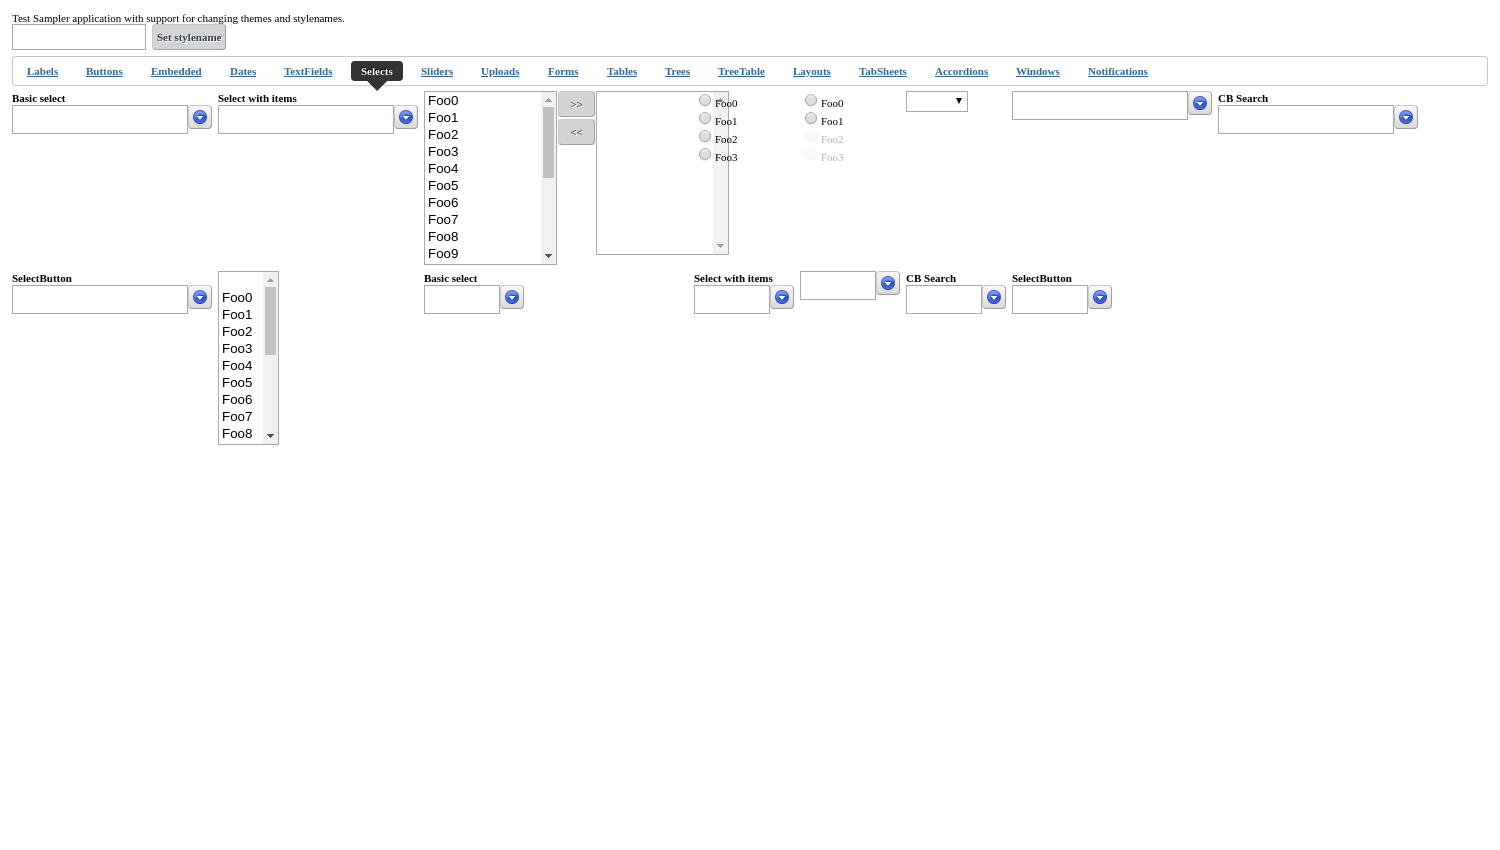 Test Sampler application with support for changing themes and stylenames.
Set stylename
Labels Buttons Embedded Dates TextFields Selects Sliders Uploads Forms Tables Trees TreeTable Layouts TabSheets Accordions Windows Notifications
Basic select
Select with items
Foo0
Foo1
Foo2
Foo3
Foo4
Foo5
Foo6
Foo7
Foo8
Foo9
>>
<<
Foo0
Foo1
Foo2
Foo3
Foo0
Foo1
Foo2
Foo3
CB Search
SelectButton
Foo0
Foo1
Foo2
Foo3
Foo4
Foo5
Foo6
Foo7
Foo8
Basic select
Select with items
CB Search
SelectButton